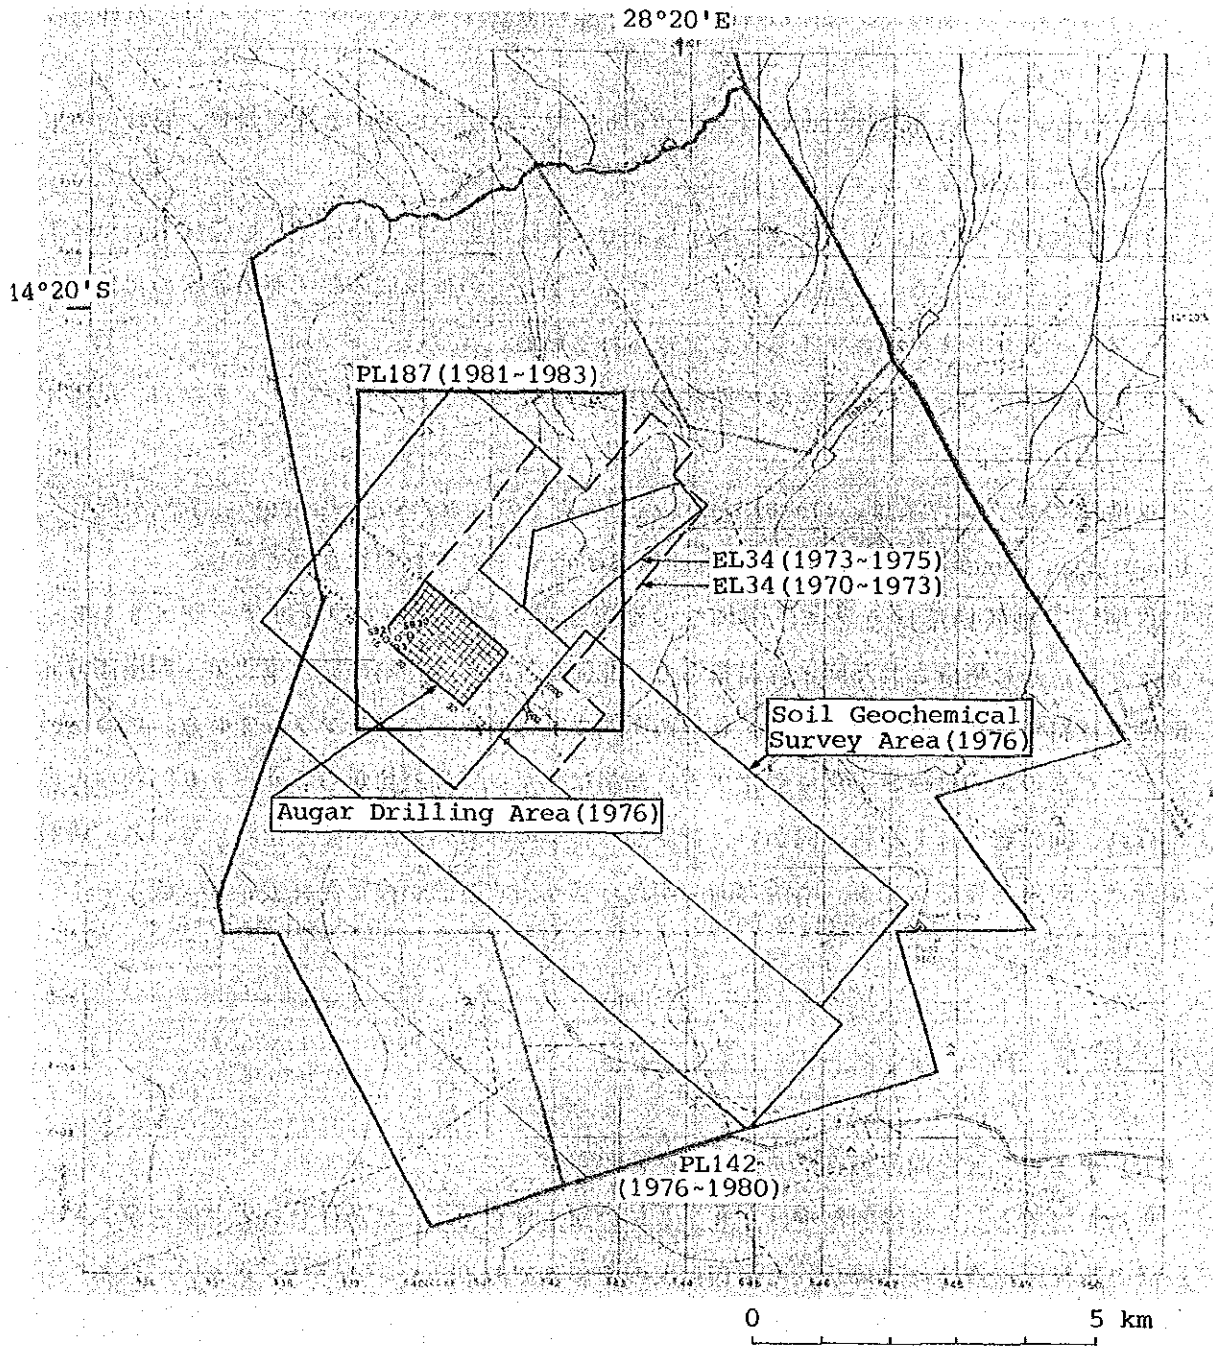 28°20'E
14°20'S
PL187(1981~1983)
EL34(1973~1975)
EL34(1970~1973)
Soil Geochemical
Survey Area(1976)
Augar Drilling Area(1976)
PL142
(1976~1980)
0 5 km